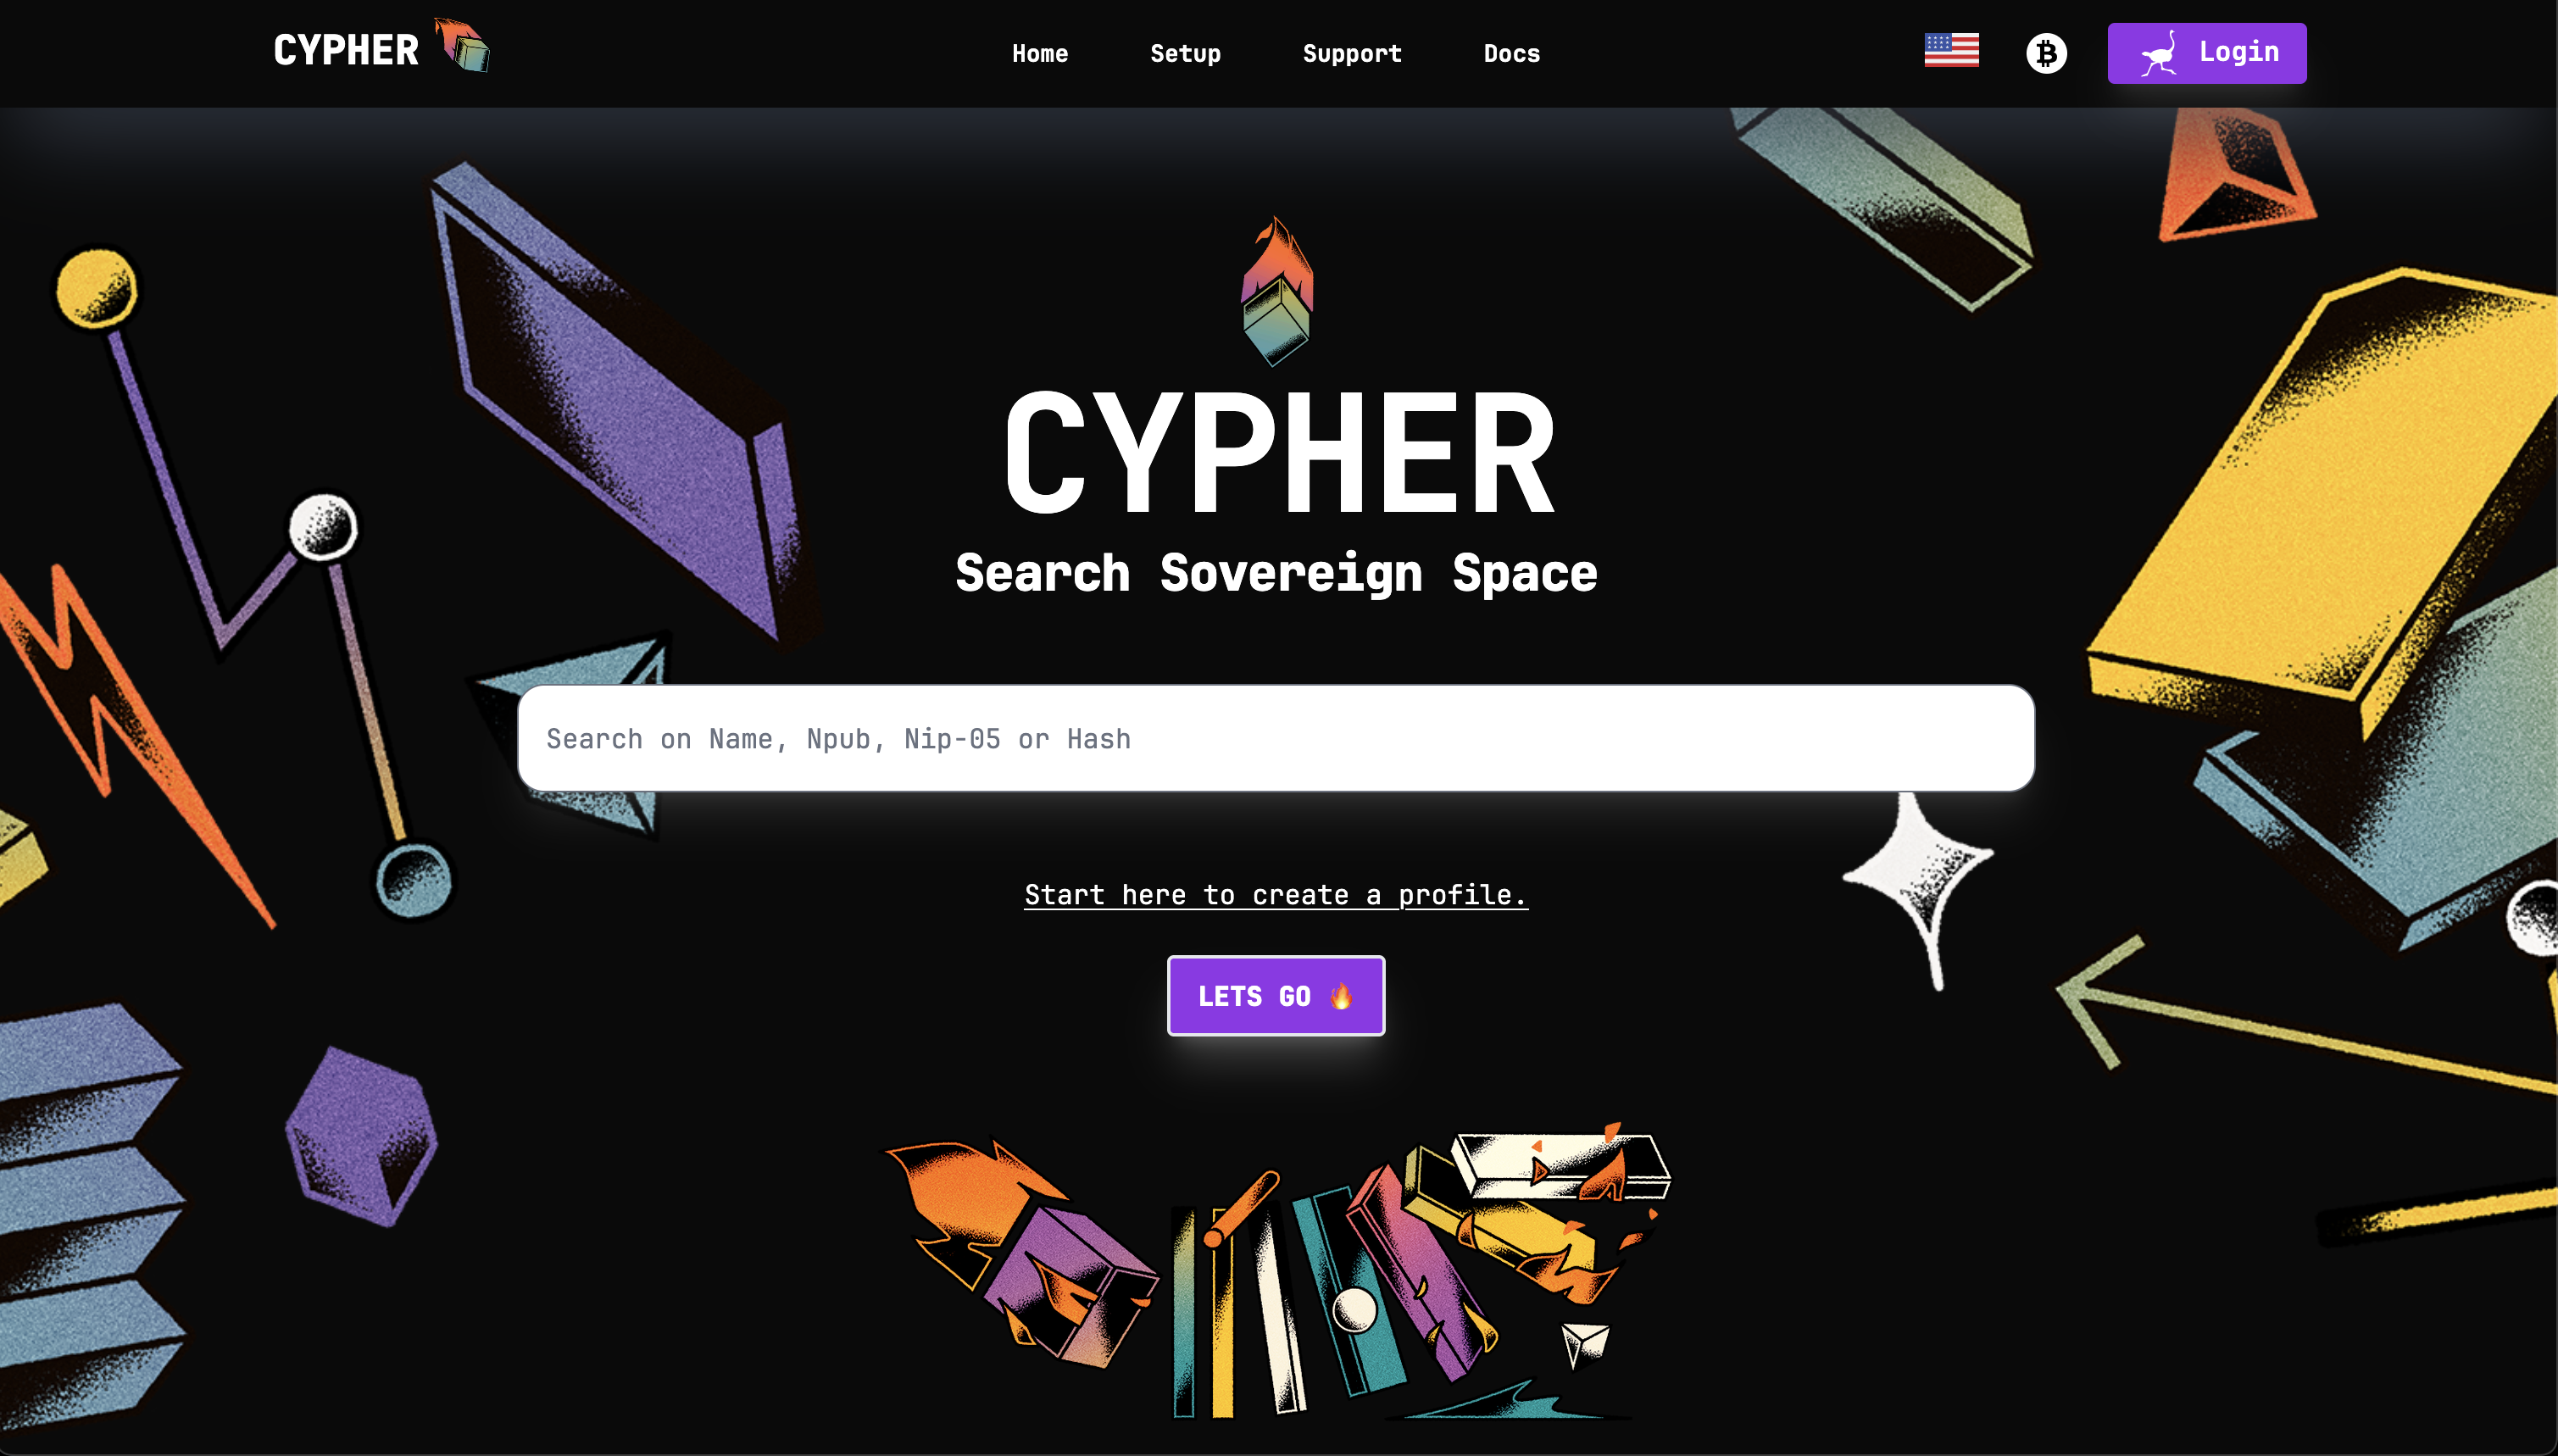 CYPHER
Home Setup Support Docs
Login
CYPHER
Search Sovereign Space
Search on Name, Npub, Nip-05 or Hash
Start here to create a profile.
LETS GO 🔥